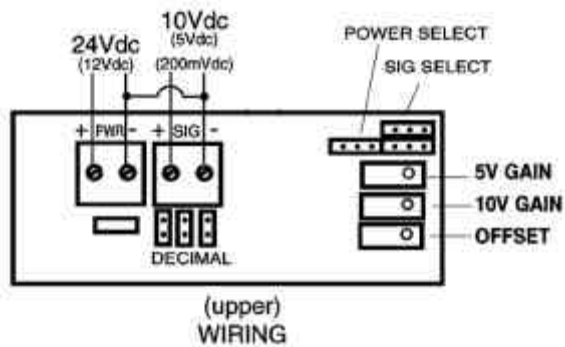 10Vdc
24Vdc (5Vdc)
(12Vdc) (200mVdc)
POWER SELECT
SIG SELECT
+ PWR - + SIG -
5V GAIN
10V GAIN
OFFSET
DECIMAL
(upper)
WIRING